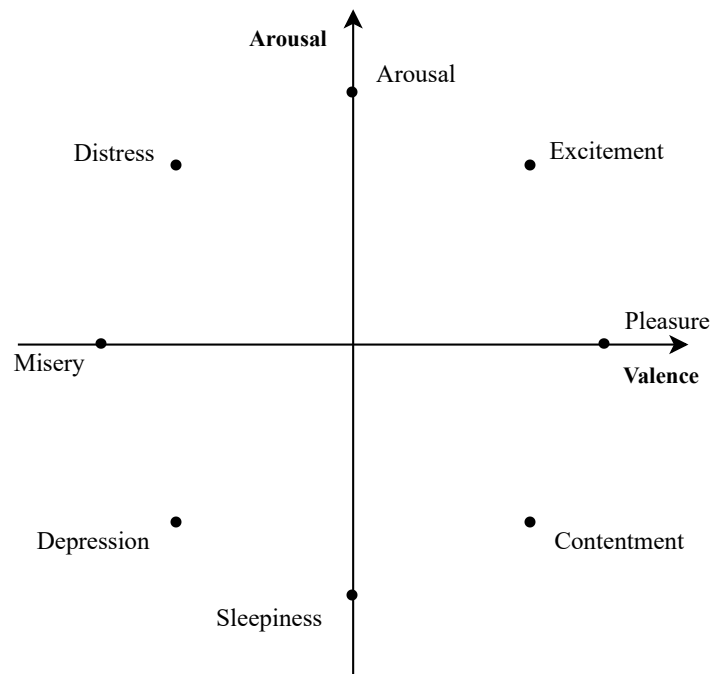 Arousal
Arousal
Distress
Excitement
Pleasure
Misery
Valence
Depression
Contentment
Sleepiness